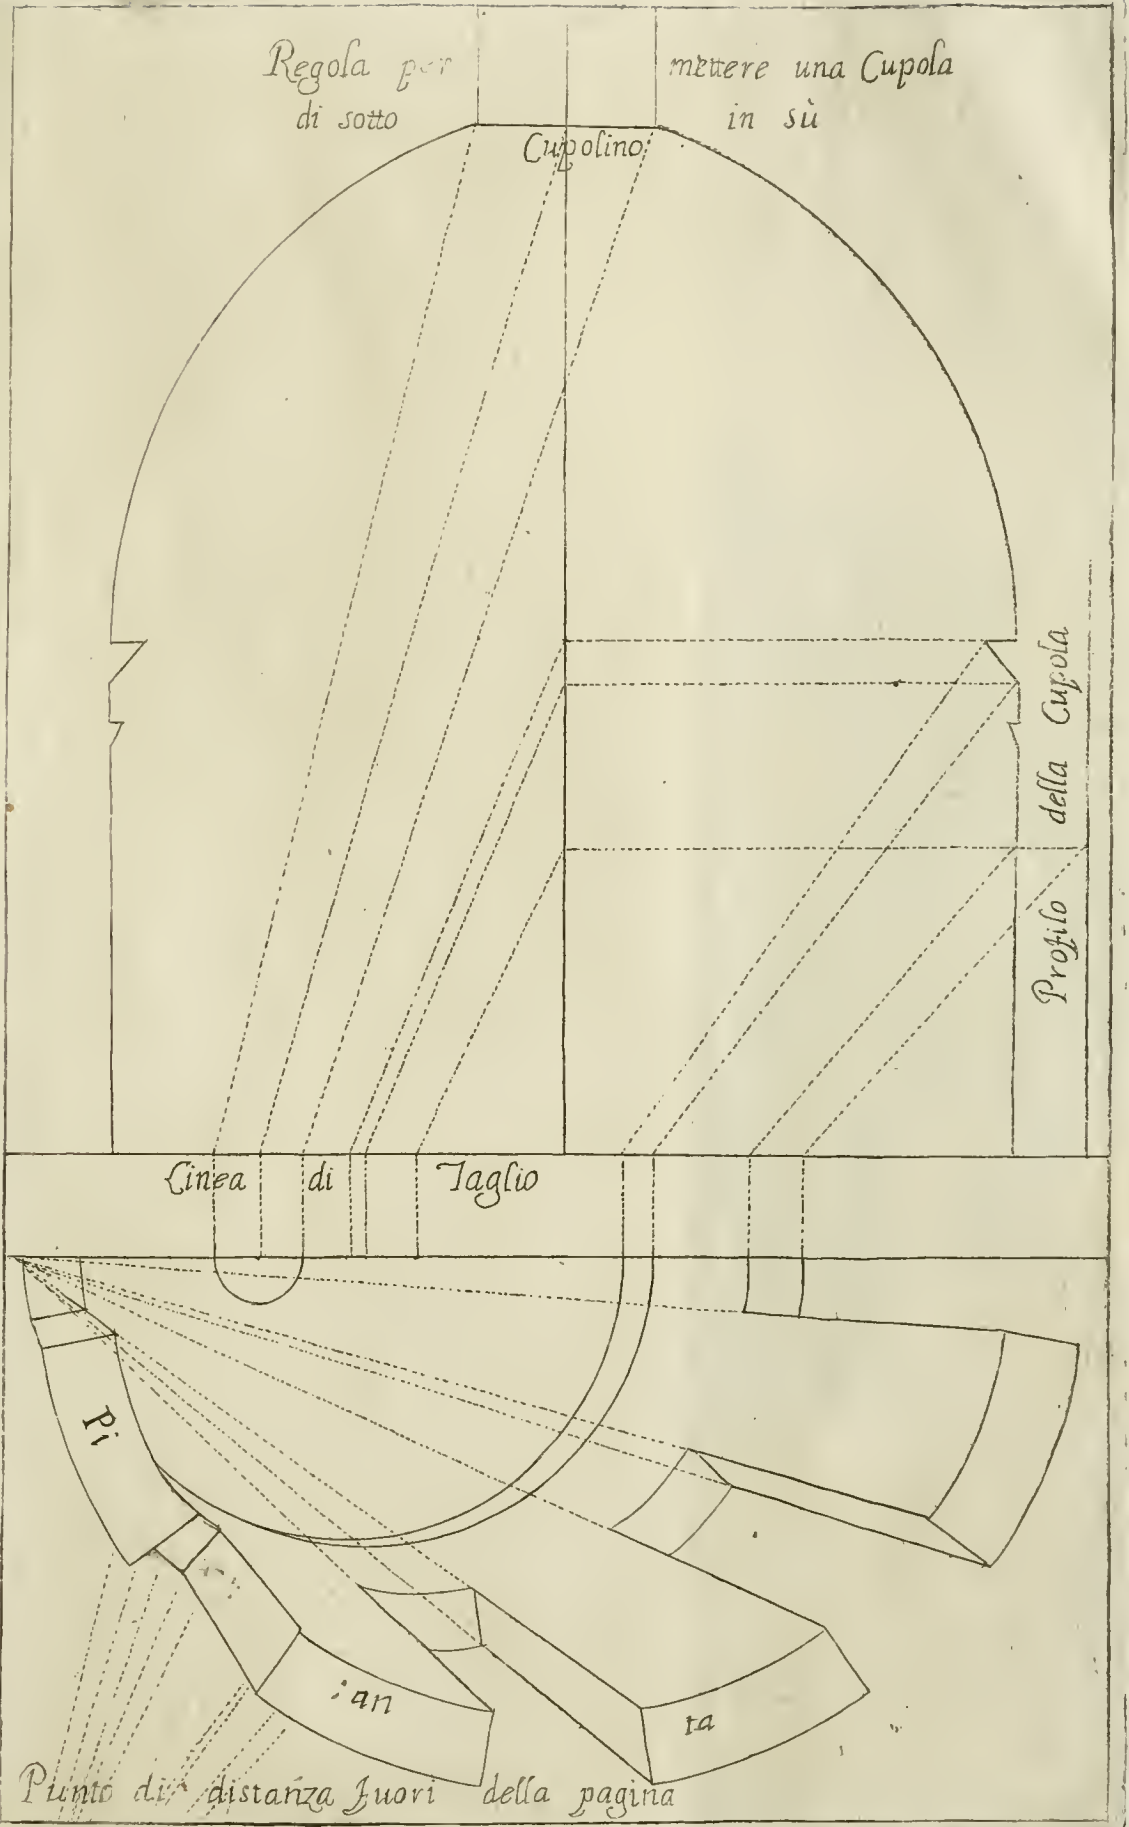 Regola per mettere una Cupola
di sotto in sù
Cupolino
Profilo della Cupola
Linea di Taglio
Pi
an
ta
Punto di distanza fuori della pagina